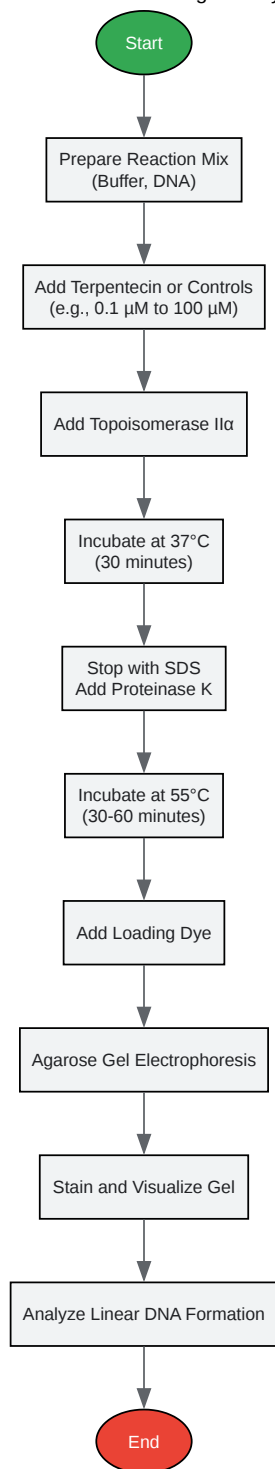 Start
Prepare Reaction Mix
(Buffer, DNA)
Add Terpentecin or Controls
(e.g., 0.1 µM to 100 µM)
Add Topoisomerase IIα
Incubate at 37°C
(30 minutes)
Stop with SDS
Add Proteinase K
Incubate at 55°C
(30-60 minutes)
Add Loading Dye
Agarose Gel Electrophoresis
Stain and Visualize Gel
Analyze Linear DNA Formation
End